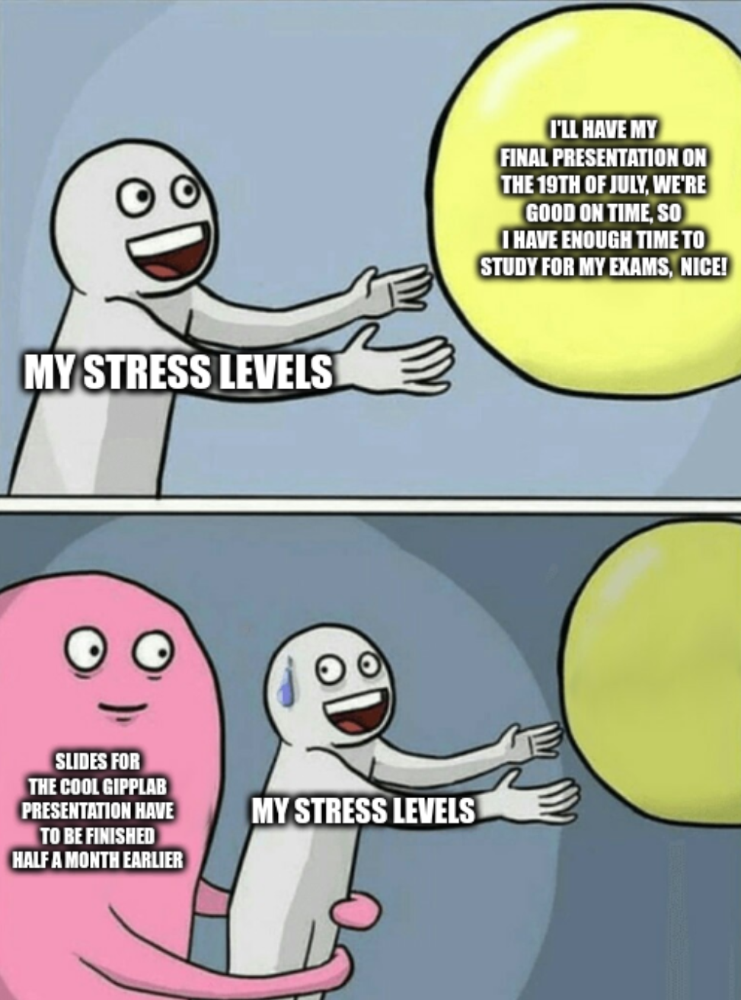 I'LL HAVE MY
FINAL PRESENTATION ON
THE 19TH OF JULY, WE'RE
GOOD ON TIME, SO
I HAVE ENOUGH TIME TO
STUDY FOR MY EXAMS, NICE!
MY STRESS LEVELS
SLIDES FOR
THE COOL GIPPLAB
PRESENTATION HAVE
TO BE FINISHED
HALF A MONTH EARLIER
MY STRESS LEVELS